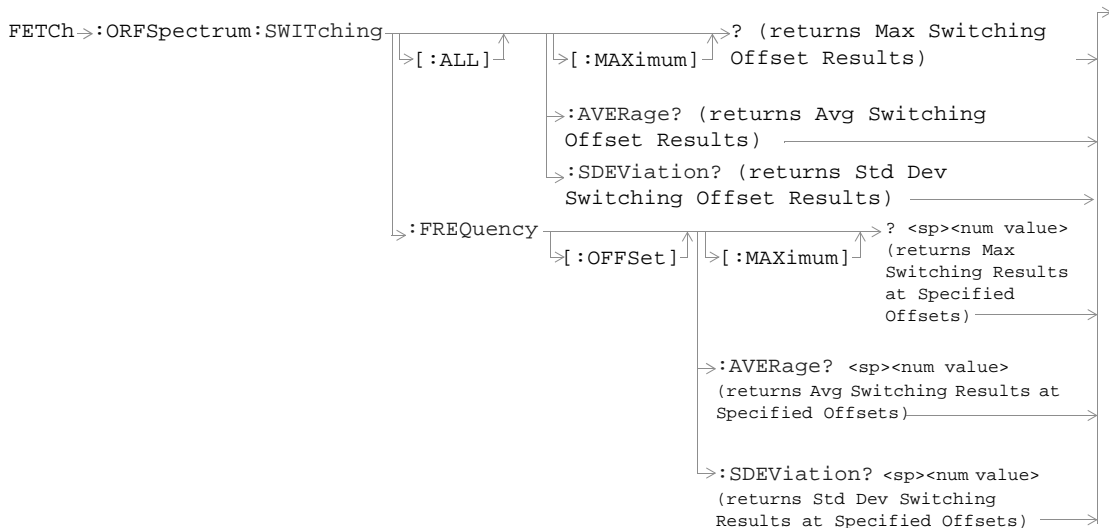 FETCh:ORFSpectrum:SWITching
[:ALL]
[:MAXimum]
? (returns Max Switching
Offset Results)
:AVERage? (returns Avg Switching
Offset Results)
:SDEViation? (returns Std Dev
Switching Offset Results)
:FREQuency
[:OFFSet]
[:MAXimum]
? <sp><num value>
(returns Max
Switching Results
at Specified
Offsets)
:AVERage? <sp><num value>
(returns Avg Switching Results at
Specified Offsets)
:SDEViation? <sp><num value>
(returns Std Dev Switching
Results at Specified Offsets)